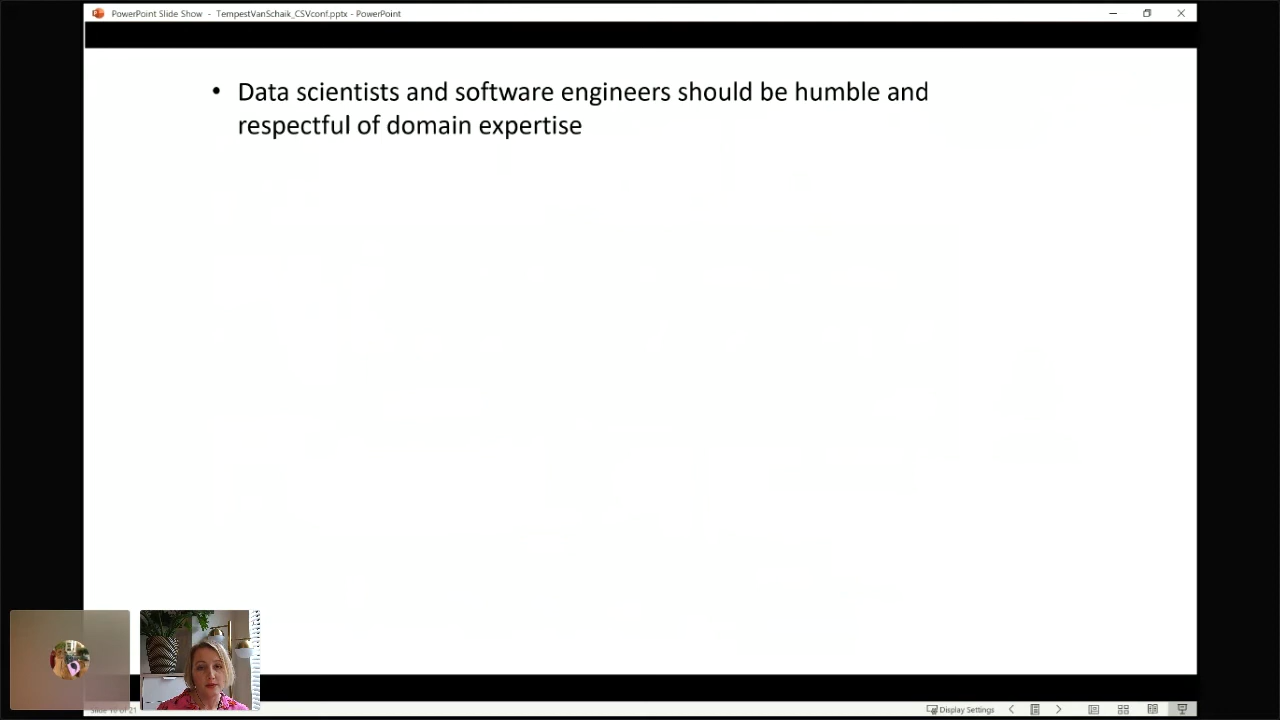 PowerPoint Slide Show - TempestVanSchaik_CSVconf.pptx - PowerPoint
• Data scientists and software engineers should be humble and
respectful of domain expertise
Display Settings